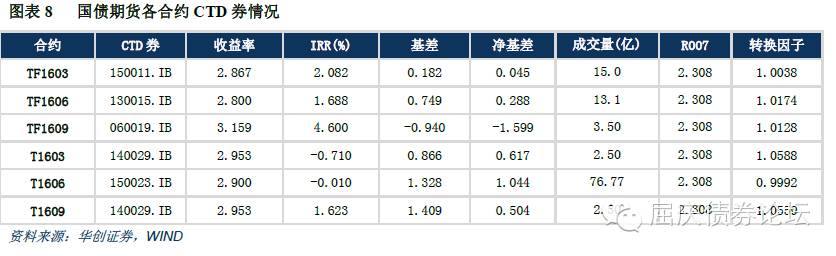 图表 8 国债期货各合约 CTD 券情况
合约 CTD 券 收益率 IRR(%) 基差 净基差 成交量(亿) R007 转换因子
TF1603 150011.IB 2.867 2.082 0.182 0.045 15.0 2.308 1.0038
TF1606 130015.IB 2.800 1.688 0.749 0.288 13.1 2.308 1.0174
TF1609 060019.IB 3.159 4.600 -0.940 -1.599 3.50 2.308 1.0128
T1603 140029.IB 2.953 -0.710 0.866 0.617 2.50 2.308 1.0588
T1606 150023.IB 2.900 -0.010 1.328 1.044 76.77 2.308 0.9992
T1609 140029.IB 2.953 1.623 1.409 0.504 2.308
资料来源：华创证券，WIND
屈庆债券论坛